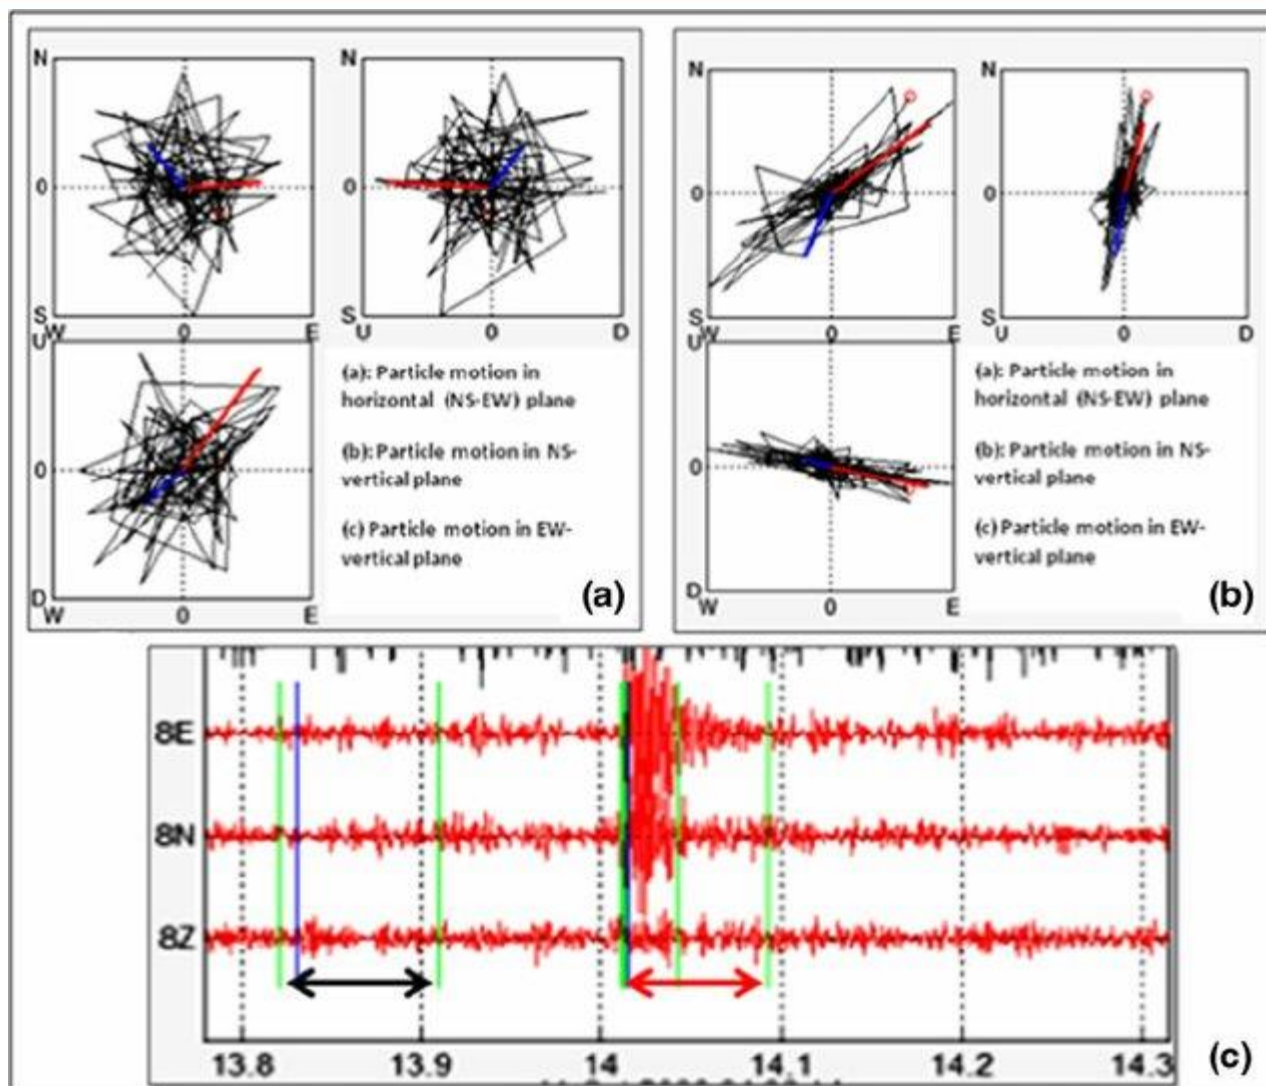 N
N
0
0
S
S
W
0
E
U
0
D
U
0
D
W
0
E
(a): Particle motion in
horizontal (NS-EW) plane
(b): Particle motion in NS-
vertical plane
(c) Particle motion in EW-
vertical plane
(a)
N
N
0
0
S
S
W
0
E
U
0
D
U
0
D
W
0
E
(a): Particle motion in
horizontal (NS-EW) plane
(b): Particle motion in NS-
vertical plane
(c) Particle motion in EW-
vertical plane
(b)
8E
8N
8Z
13.8 13.9 14 14.1 14.2 14.3
(c)